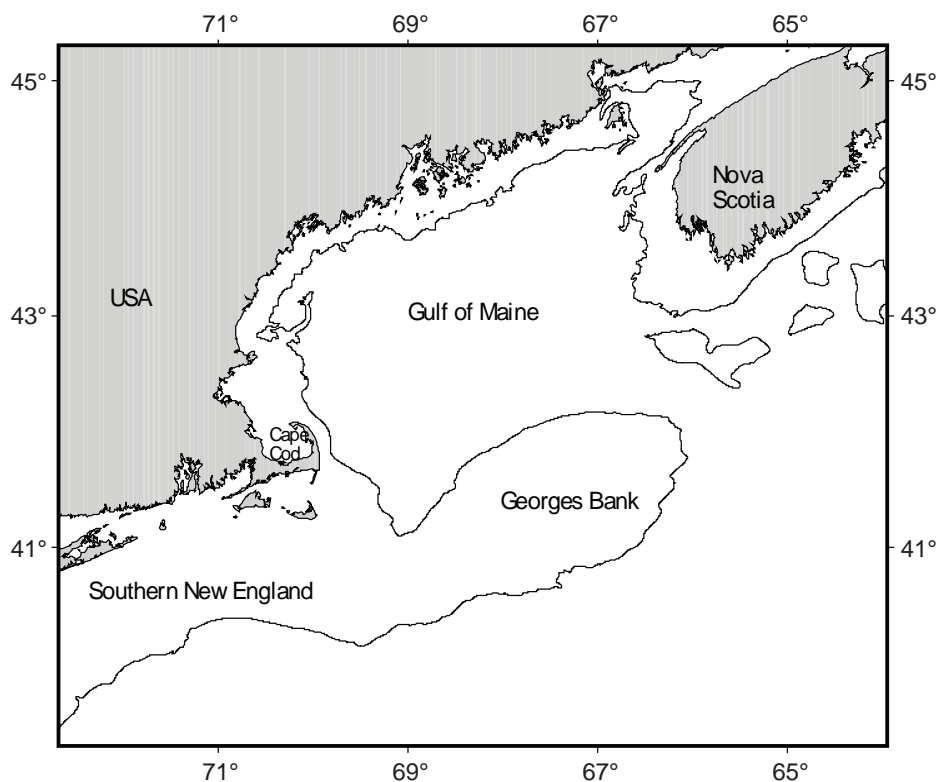 71° 69° 67° 65°
45° 45°
Nova
Scotia
USA
43° Gulf of Maine 43°
Cape
Cod
Georges Bank
41° 41°
Southern New England
71° 69° 67° 65°